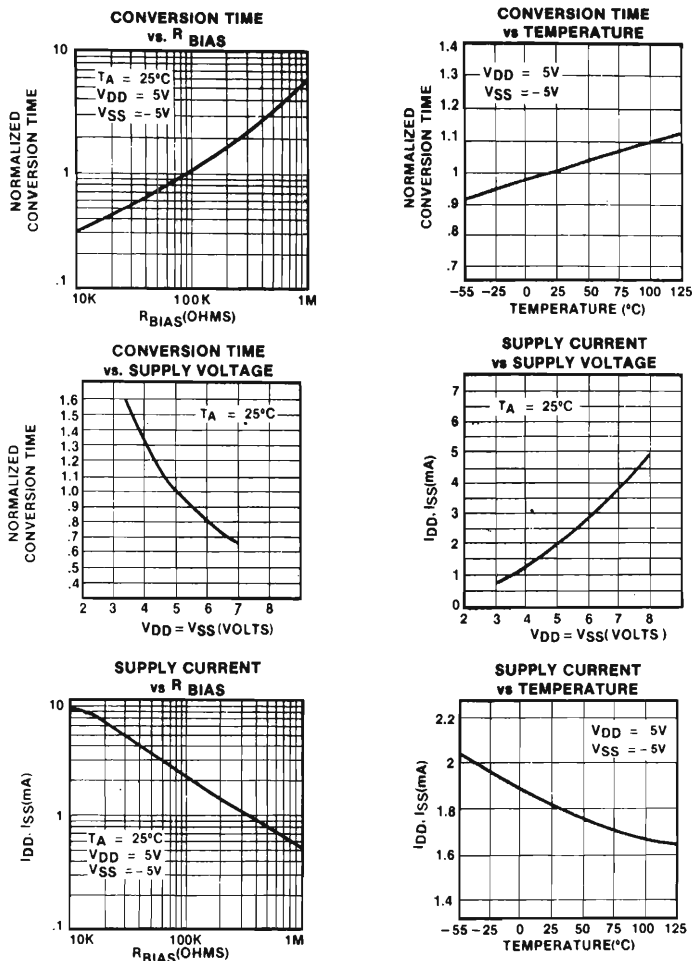 CONVERSION TIME
vs. R BIAS
10
1
.1
NORMALIZED
CONVERSION TIME
TA = 25°C
VDD = 5V
VSS = -5V
10K 100K 1M
RBIAS(OHMS)
CONVERSION TIME
vs TEMPERATURE
1.4
1.3
1.2
1.1
1
.9
.8
.7
NORMALIZED
CONVERSION TIME
VDD = 5V
VSS = -5V
-55 -25 0 25 50 75 100 125
TEMPERATURE (°C)
CONVERSION TIME
vs. SUPPLY VOLTAGE
1.6
1.5
1.4
1.3
1.2
1.1
1.0
.9
.8
.7
.6
.5
.4
NORMALIZED
CONVERSION TIME
TA = 25°C
2 3 4 5 6 7 8
VDD = VSS(VOLTS)
SUPPLY CURRENT
vs SUPPLY VOLTAGE
7
6
5
4
3
2
1
0
IDD, ISS(mA)
TA = 25°C
2 3 4 5 6 7 8
VDD = VSS(VOLTS)
SUPPLY CURRENT
vs R BIAS
10
1
.1
IDD, ISS(mA)
TA = 25°C
VDD = 5V
VSS = -5V
10K 100K 1M
RBIAS(OHMS)
SUPPLY CURRENT
vs TEMPERATURE
2.2
2.0
1.8
1.6
1.4
IDD, ISS(mA)
VDD = 5V
VSS = -5V
-55 -25 0 25 50 75 100 125
TEMPERATURE(°C)